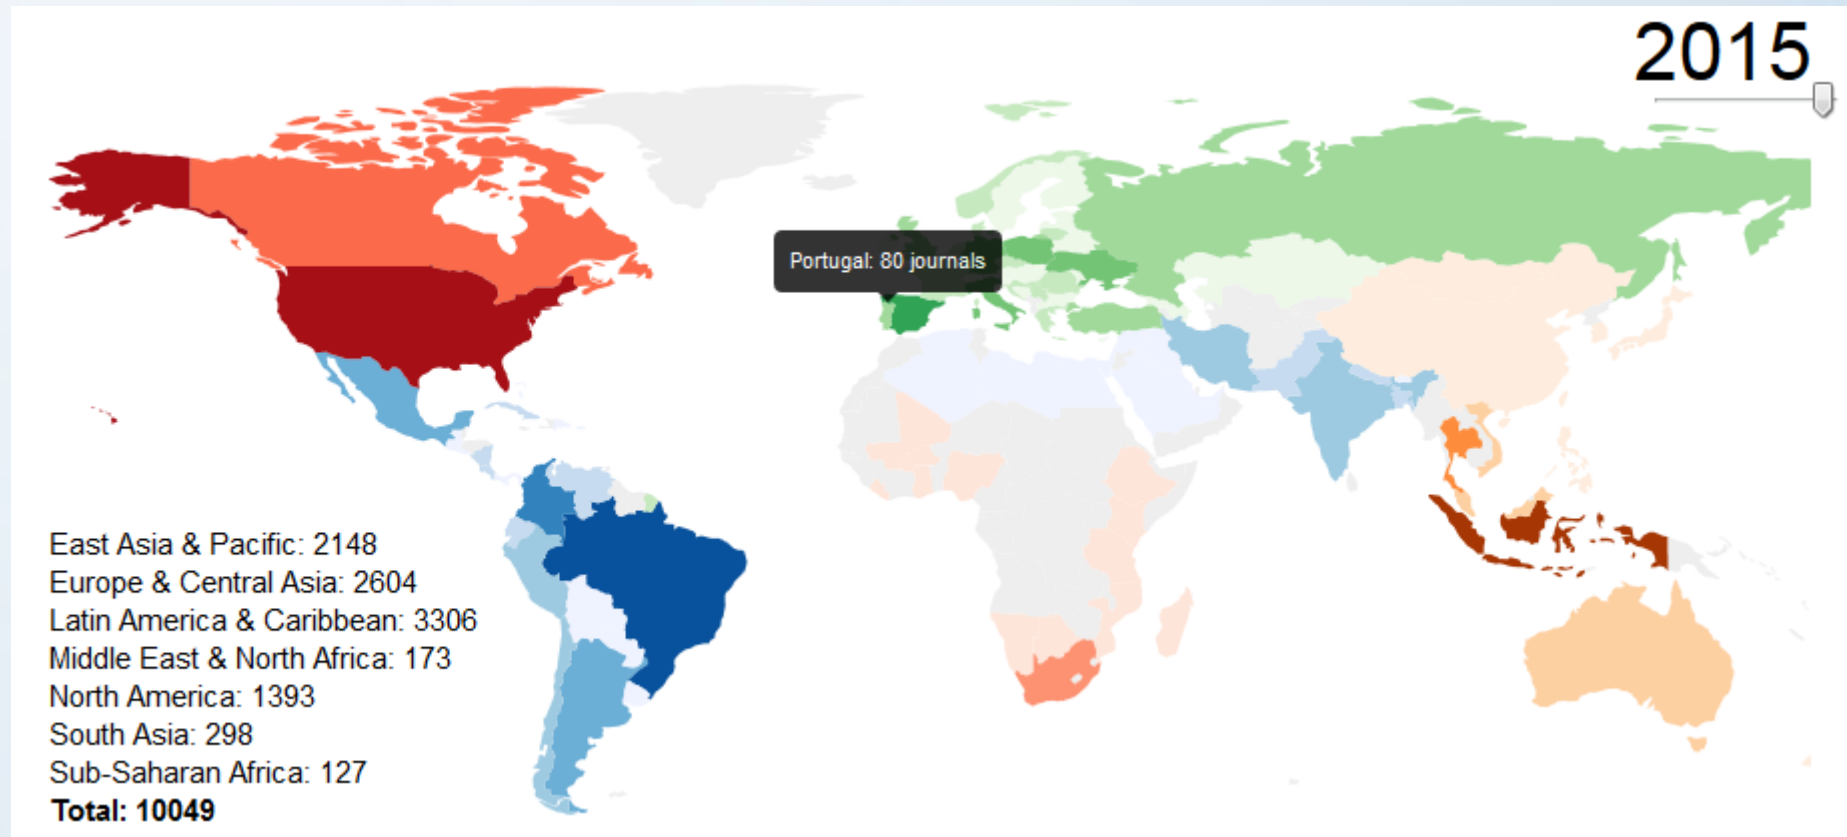 2015
Portugal: 80 journals
East Asia & Pacific: 2148
Europe & Central Asia: 2604
Latin America & Caribbean: 3306
Middle East & North Africa: 173
North America: 1393
South Asia: 298
Sub-Saharan Africa: 127
Total: 10049